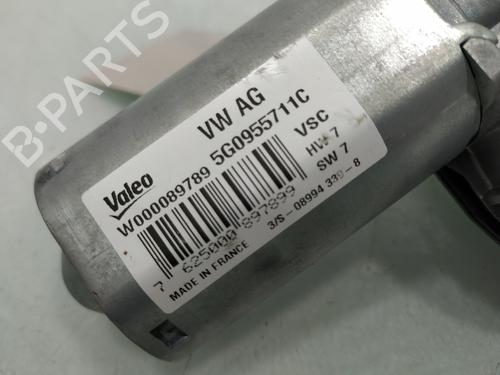 B-PARTS
VW AG
Valeo
W000089789 5G0955711C
VSC
HW 7
SW 7
7 625000 897899
3/S-08994 339-8
MADE IN FRANCE